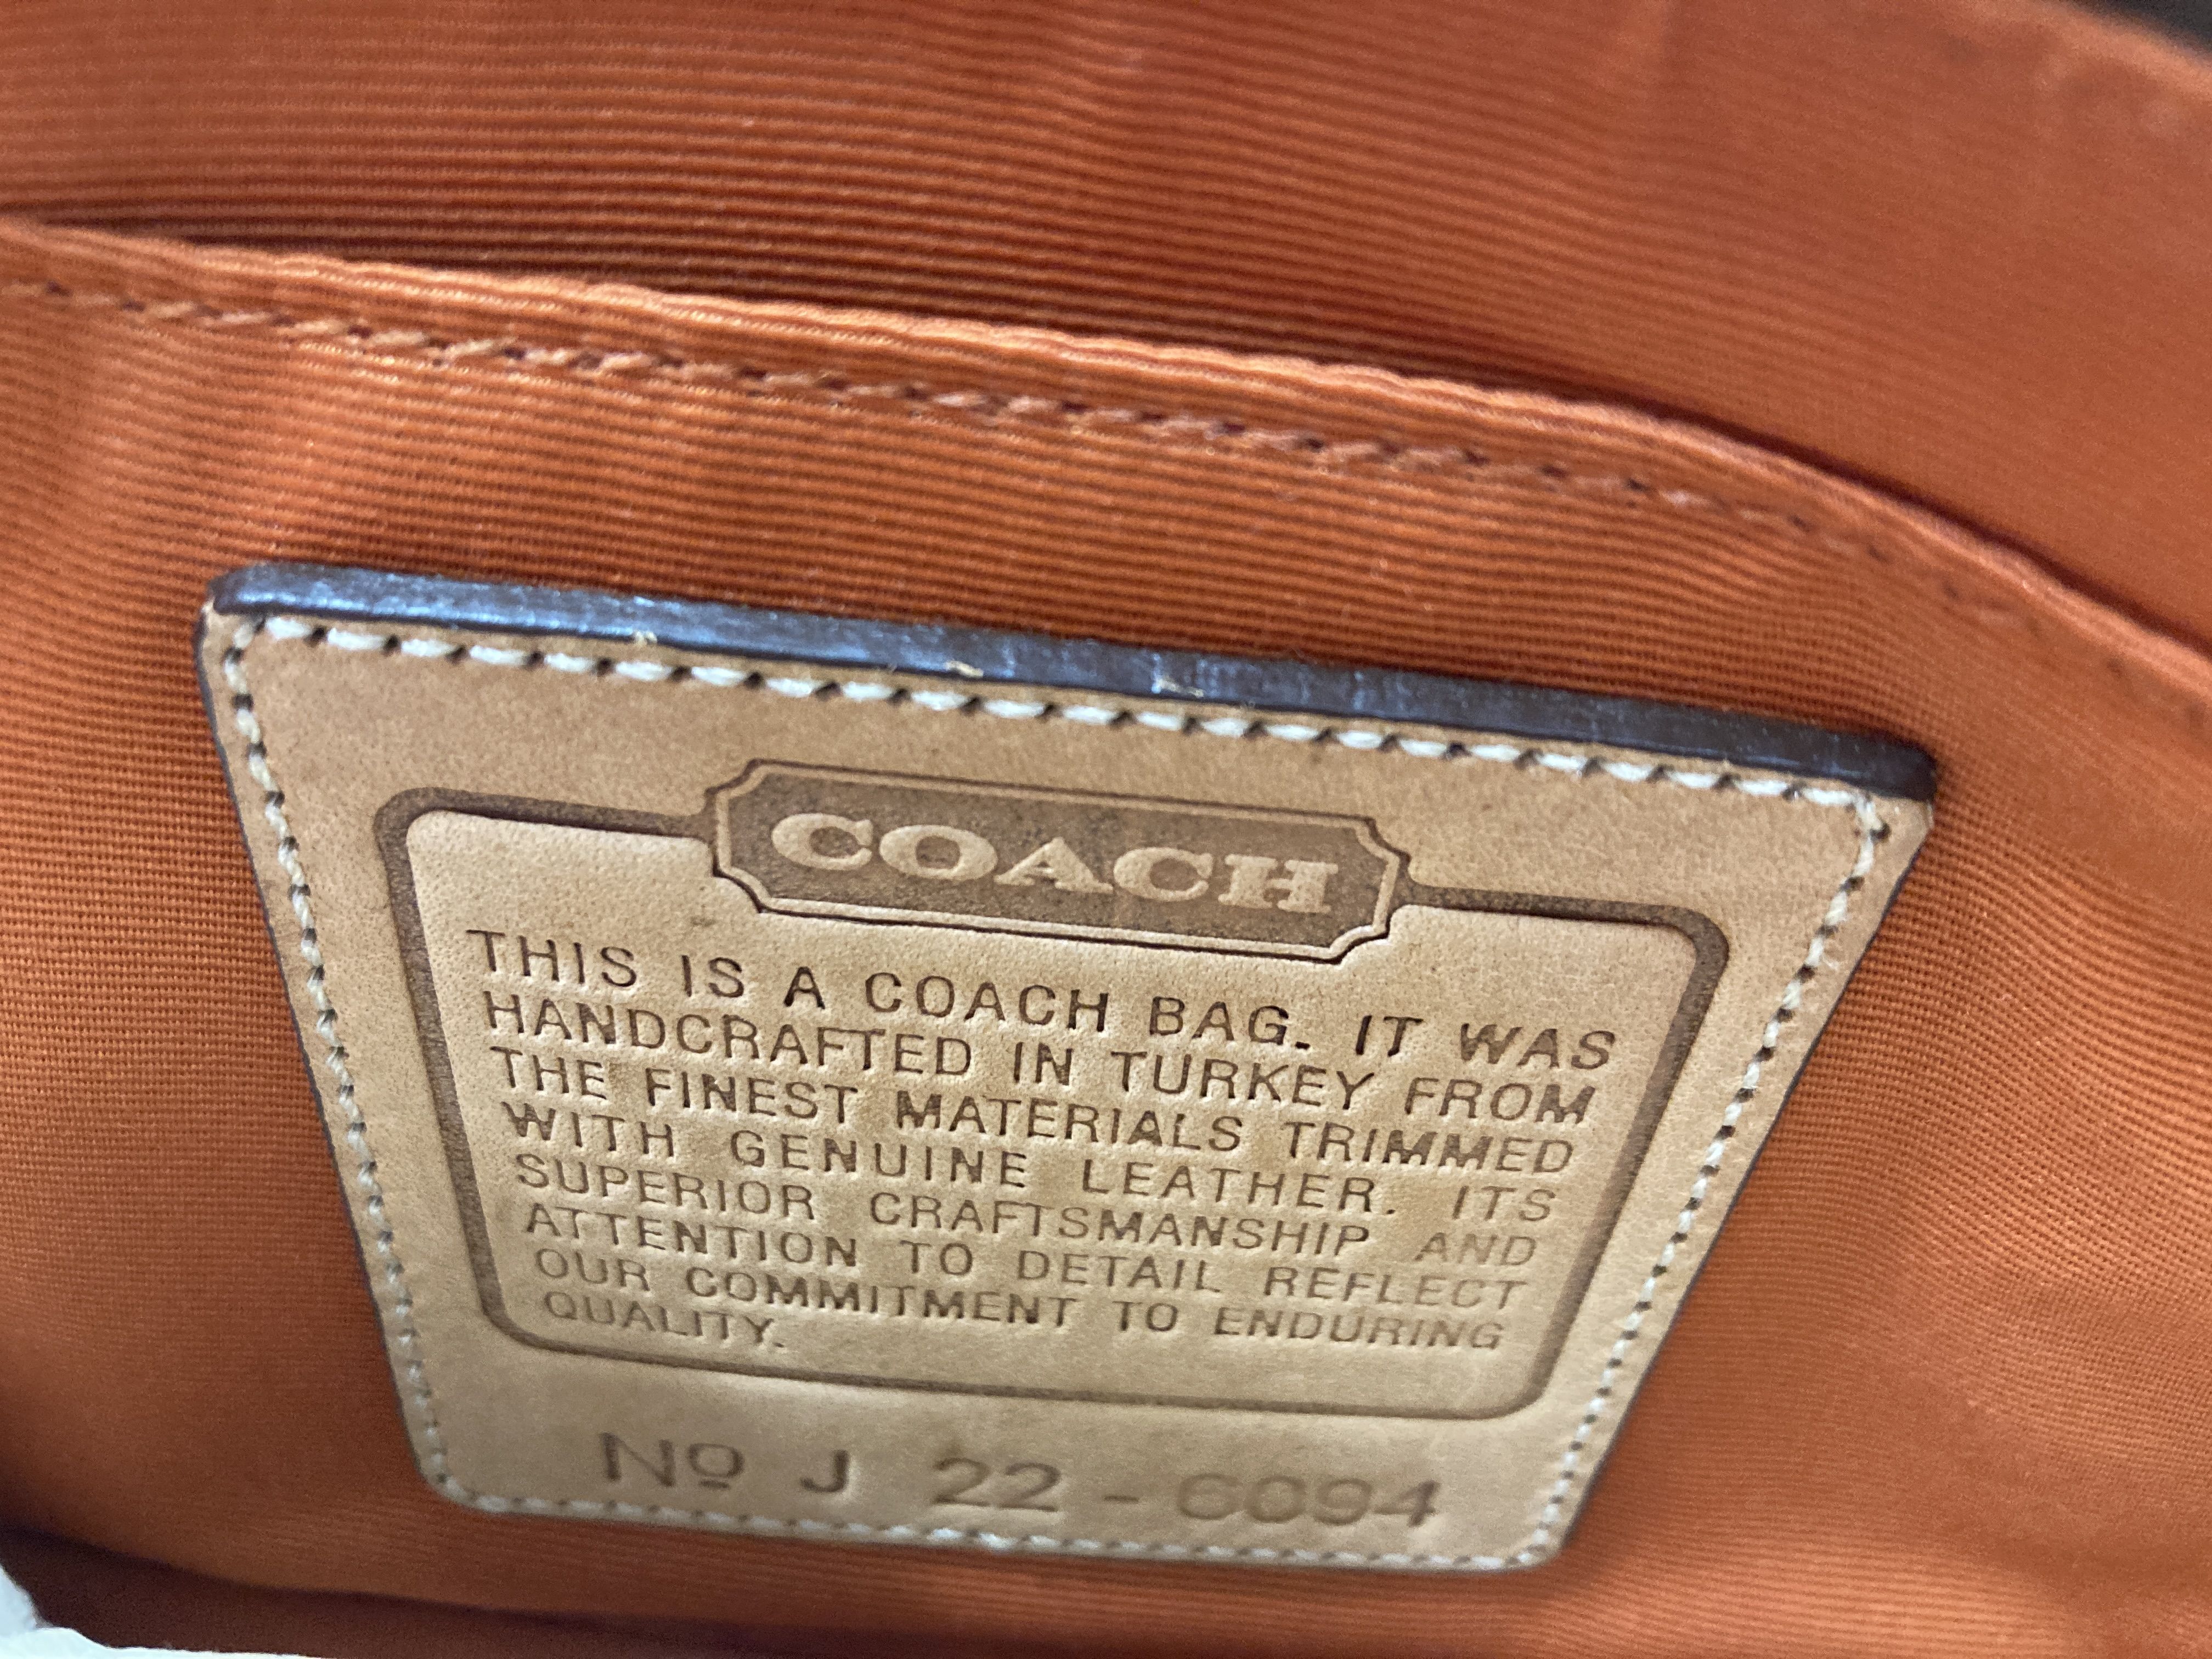 COACH
THIS IS A COACH BAG. IT WAS
HANDCRAFTED IN TURKEY FROM
THE FINEST MATERIALS TRIMMED
WITH GENUINE LEATHER. ITS
SUPERIOR CRAFTSMANSHIP AND
ATTENTION TO DETAIL REFLECT
OUR COMMITMENT TO ENDURING
QUALITY.
Nº J 22 - 6094